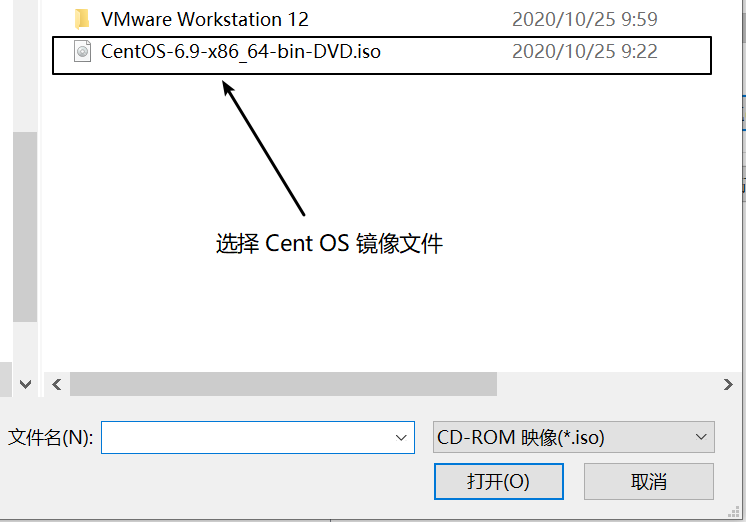 VMware Workstation 12 2020/10/25 9:59
CentOS-6.9-x86_64-bin-DVD.iso 2020/10/25 9:22
选择 Cent OS 镜像文件
文件名(N): CD-ROM 映像(*.iso)
打开(O) 取消